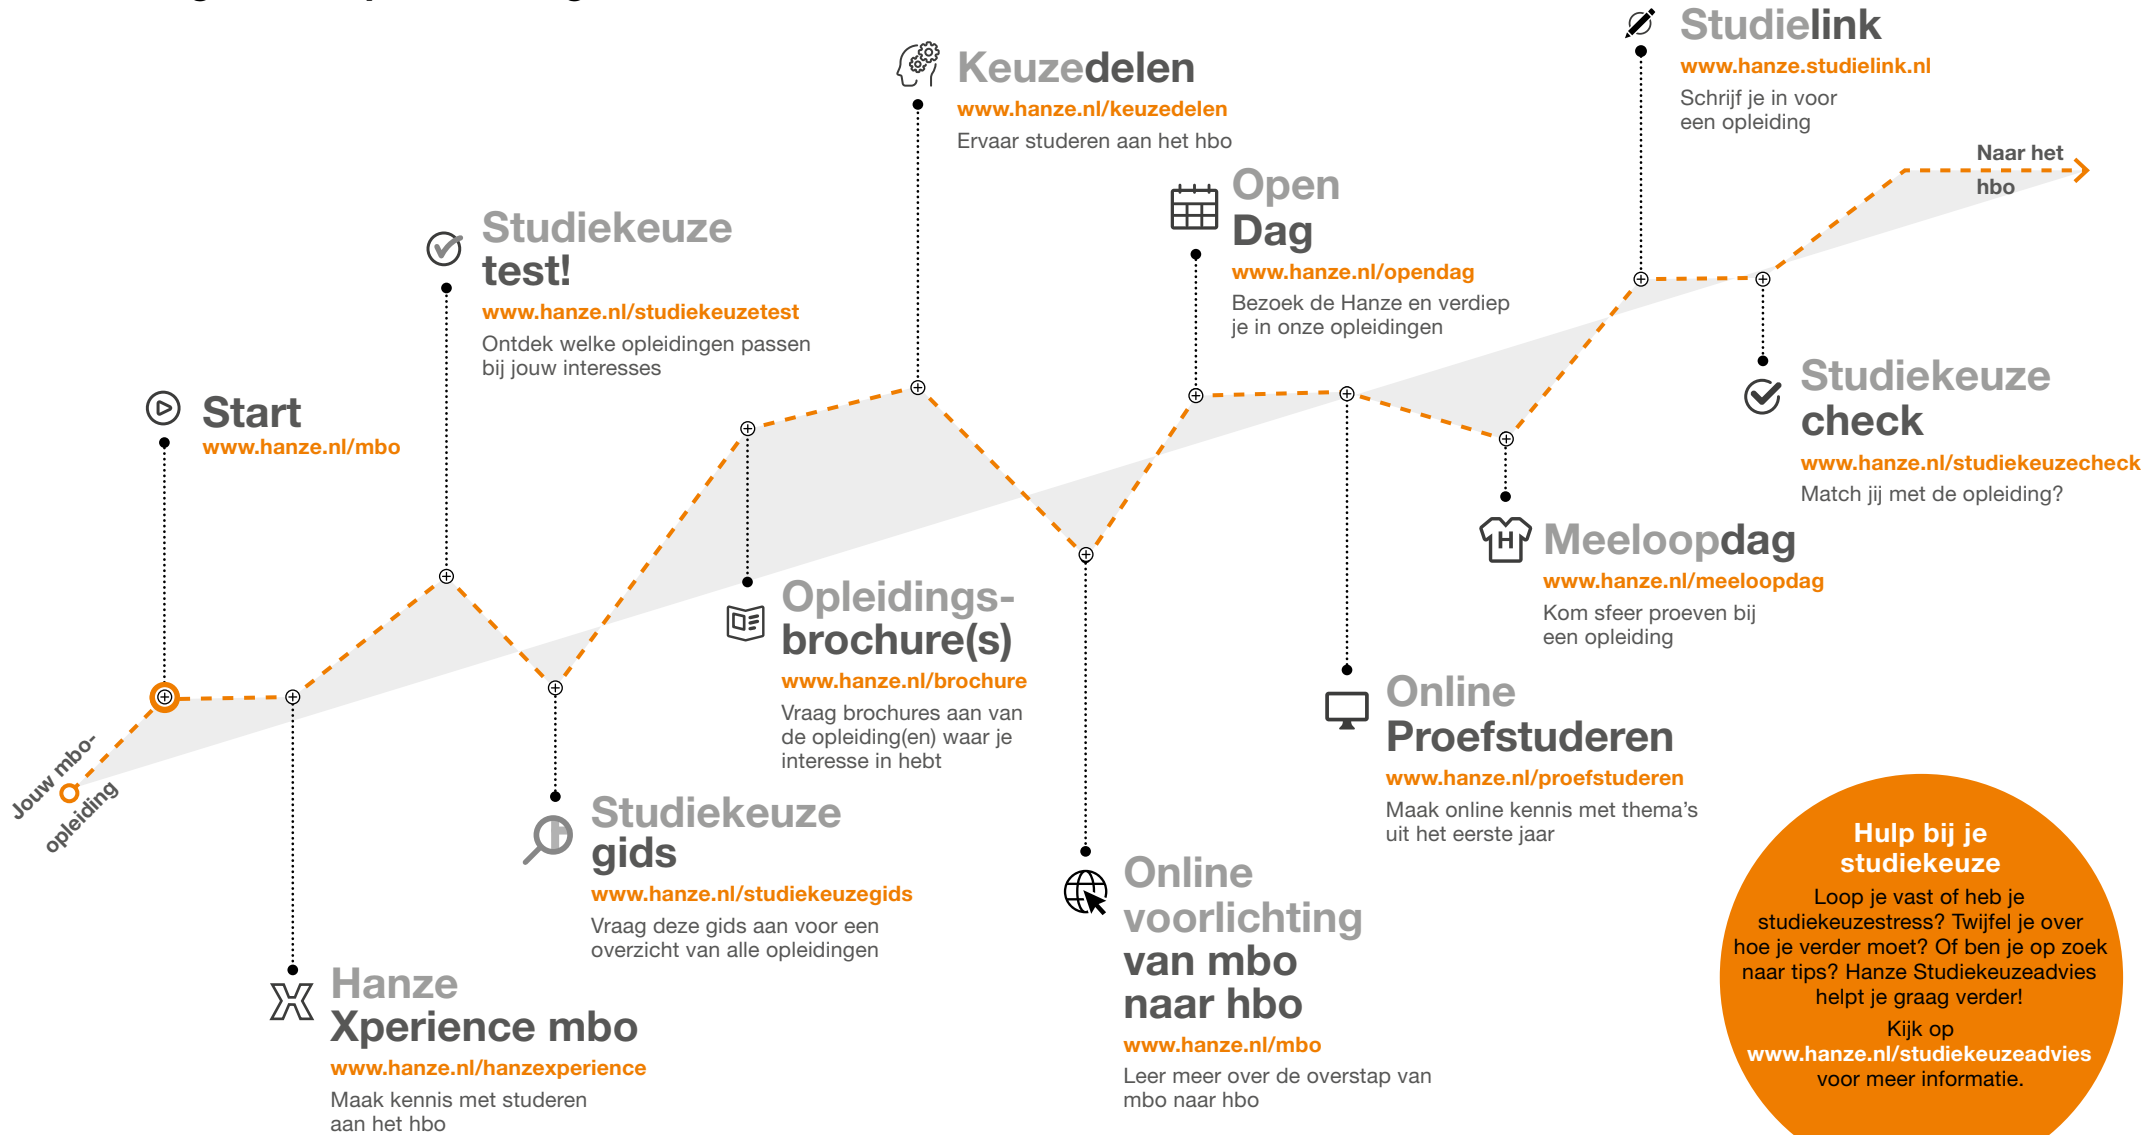 Start
www.hanze.nl/mbo
Jouw mbo-
opleiding
Hanze
Xperience mbo
www.hanze.nl/hanzexperience
Maak kennis met studeren
aan het hbo
Studiekeuze
test!
www.hanze.nl/studiekeuzetest
Ontdek welke opleidingen passen
bij jouw interesses
Studiekeuze
gids
www.hanze.nl/studiekeuzegids
Vraag deze gids aan voor een
overzicht van alle opleidingen
Opleidings-
brochure(s)
www.hanze.nl/brochure
Vraag brochures aan van
de opleiding(en) waar je
interesse in hebt
Keuzedelen
www.hanze.nl/keuzedelen
Ervaar studeren aan het hbo
Online
voorlichting
van mbo
naar hbo
www.hanze.nl/mbo
Leer meer over de overstap van
mbo naar hbo
Open
Dag
www.hanze.nl/opendag
Bezoek de Hanze en verdiep
je in onze opleidingen
Online
Proefstuderen
www.hanze.nl/proefstuderen
Maak online kennis met thema's
uit het eerste jaar
H
Meeloopdag
www.hanze.nl/meeloopdag
Kom sfeer proeven bij
een opleiding
Studielink
www.hanze.studielink.nl
Schrijf je in voor
een opleiding
Studiekeuze
check
www.hanze.nl/studiekeuzecheck
Match jij met de opleiding?
Naar het
hbo
Hulp bij je
studiekeuze
Loop je vast of heb je
studiekeuzestress? Twijfel je over
hoe je verder moet? Of ben je op zoek
naar tips? Hanze Studiekeuzeadvies
helpt je graag verder!
Kijk op
www.hanze.nl/studiekeuzeadvies
voor meer informatie.